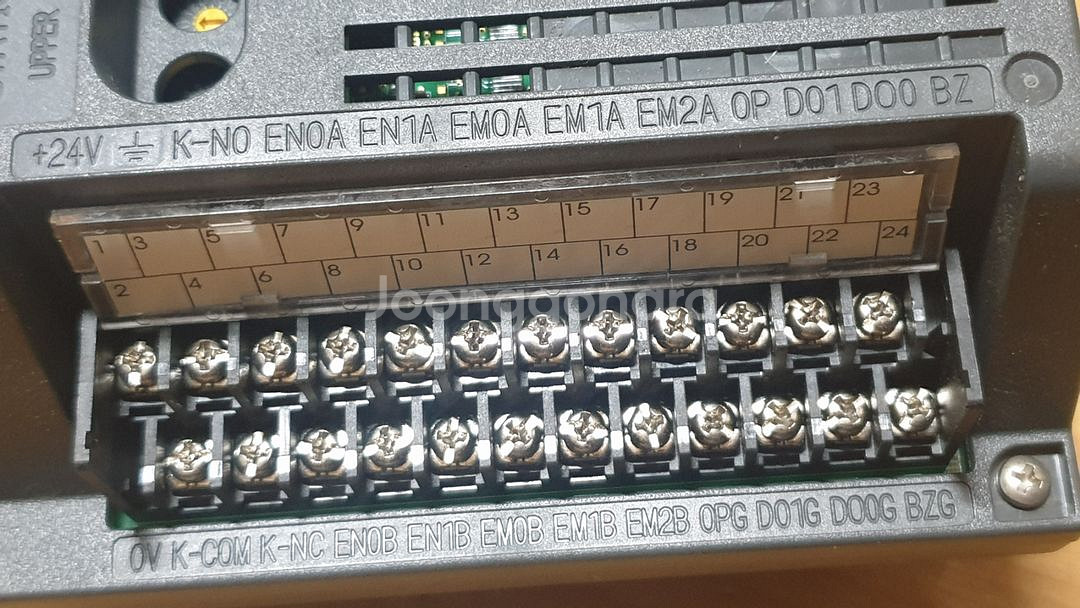 UPPER
+24V K-NO EN0A EN1A EM0A EM1A EM2A OP DO1 DO0 BZ
1 3 5 7 9 11 13 15 17 19 21 23
2 4 6 8 10 12 14 16 18 20 22 24
Joonggonara
0V K-COM K-NC EN0B EN1B EM0B EM1B EM2B OPG DO1G DO0G BZG